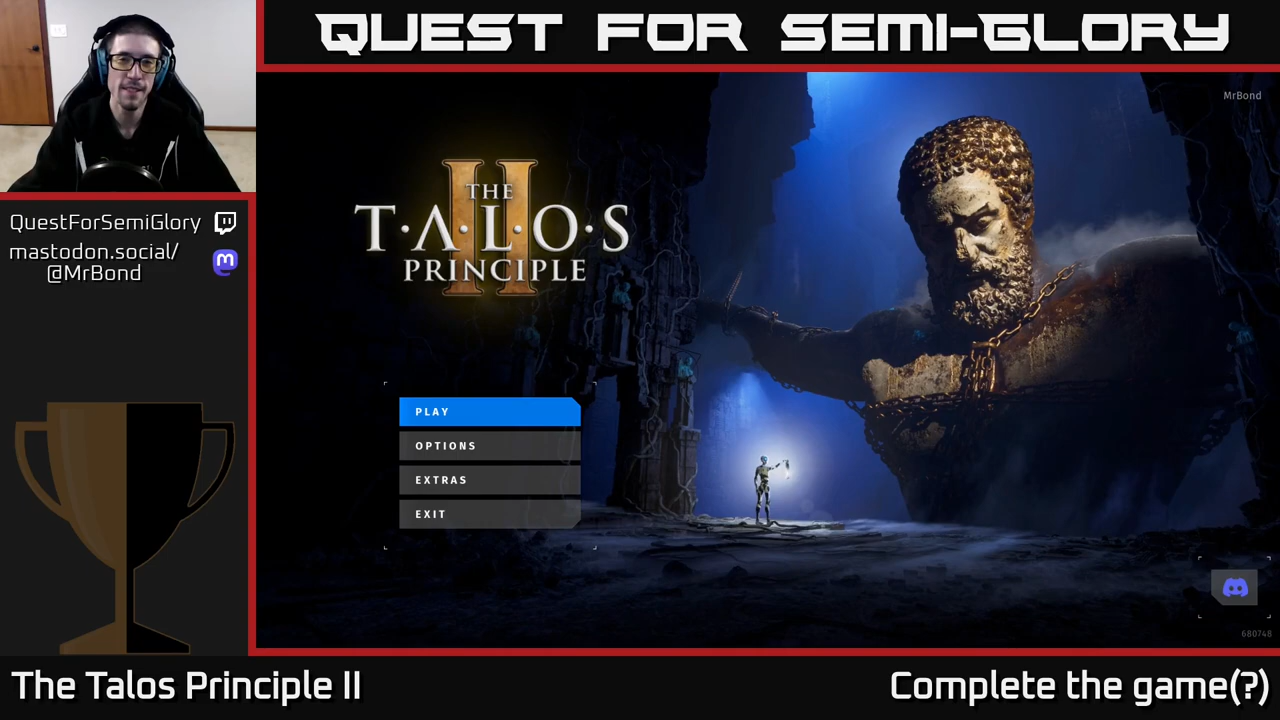 QUEST FOR SEMI-GLORY
QuestForSemiGlory
mastodon.social/
@MrBond
MrBond
II
THE
T·A·L·O·S
PRINCIPLE
PLAY
OPTIONS
EXTRAS
EXIT
680748
The Talos Principle II
Complete the game(?)